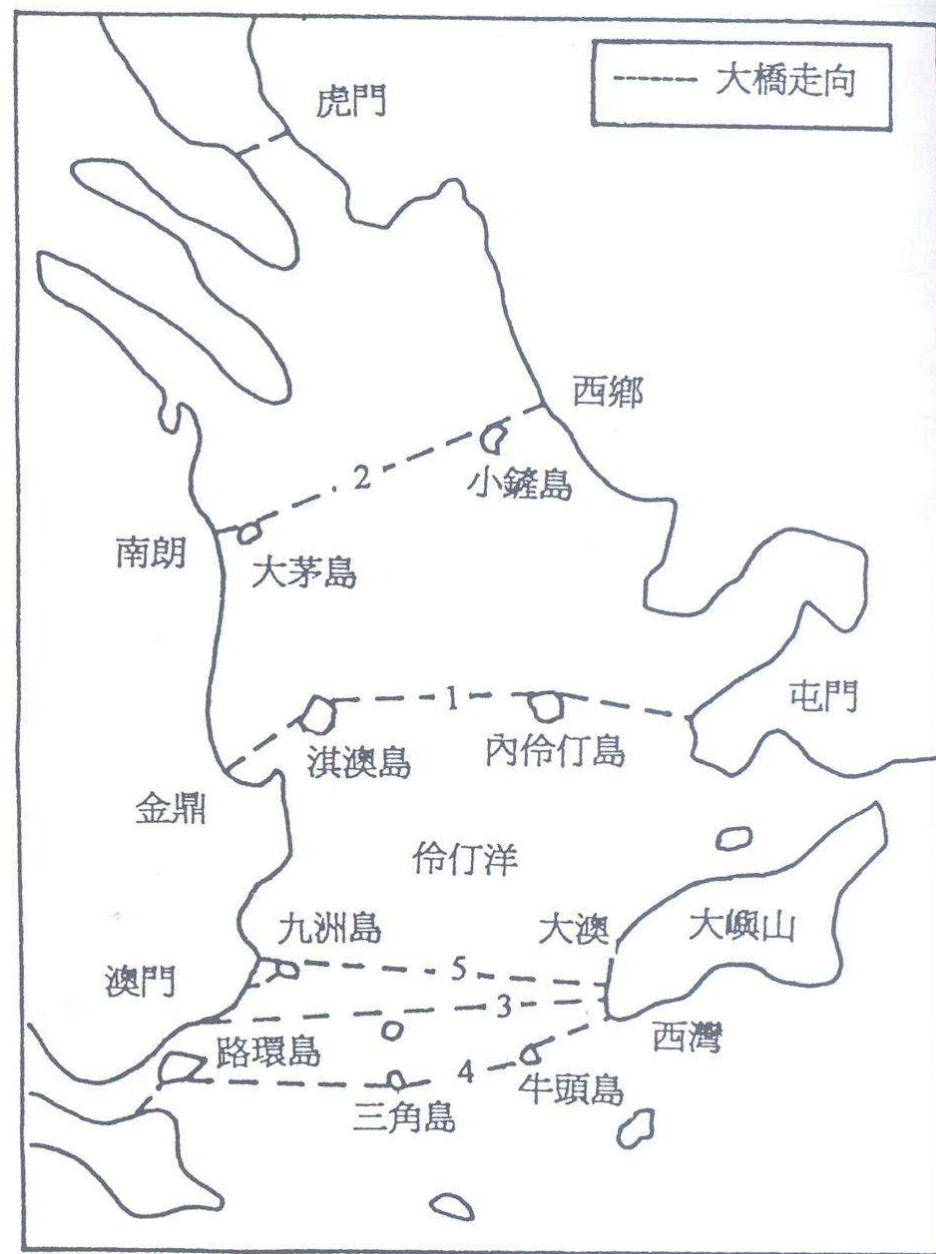 大橋走向
虎門
西鄉
2
小鏟島
南朗
大茅島
1
屯門
淇澳島
內伶仃島
金鼎
伶仃洋
九洲島
大澳
大嶼山
澳門
5
3
路環島
西灣
4
三角島
牛頭島